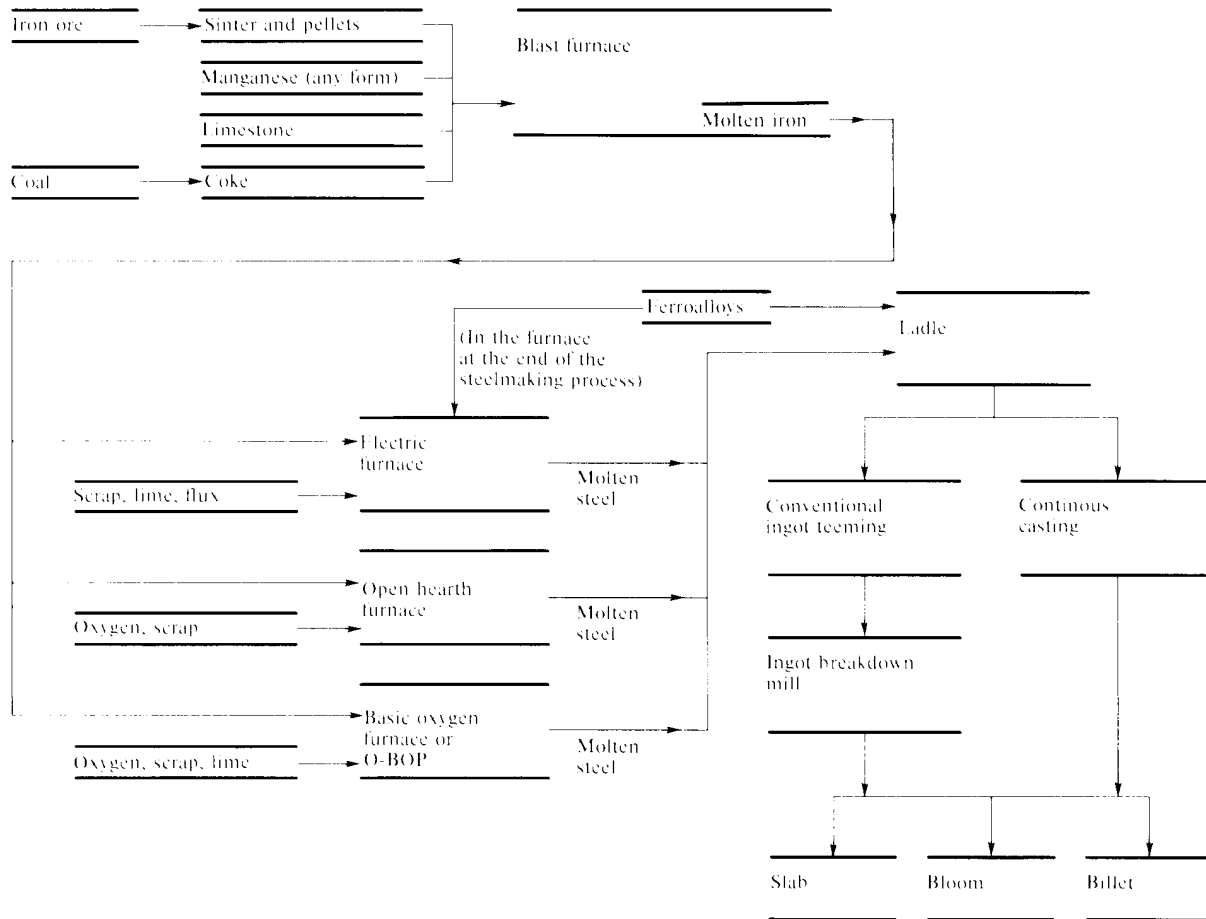 Iron ore
Sinter and pellets
Blast furnace
Manganese (any form)
Limestone
Molten iron
Coal
Coke
Ferroalloys
Ladle
(In the furnace
at the end of the
steelmaking process)
Electric
furnace
Molten
steel
Scrap, lime, flux
Conventional
ingot teeming
Continous
casting
Open hearth
furnace
Oxygen, scrap
Molten
steel
Ingot breakdown
mill
Basic oxygen
furnace or
O-BOP
Oxygen, scrap, lime
Molten
steel
Slab
Bloom
Billet